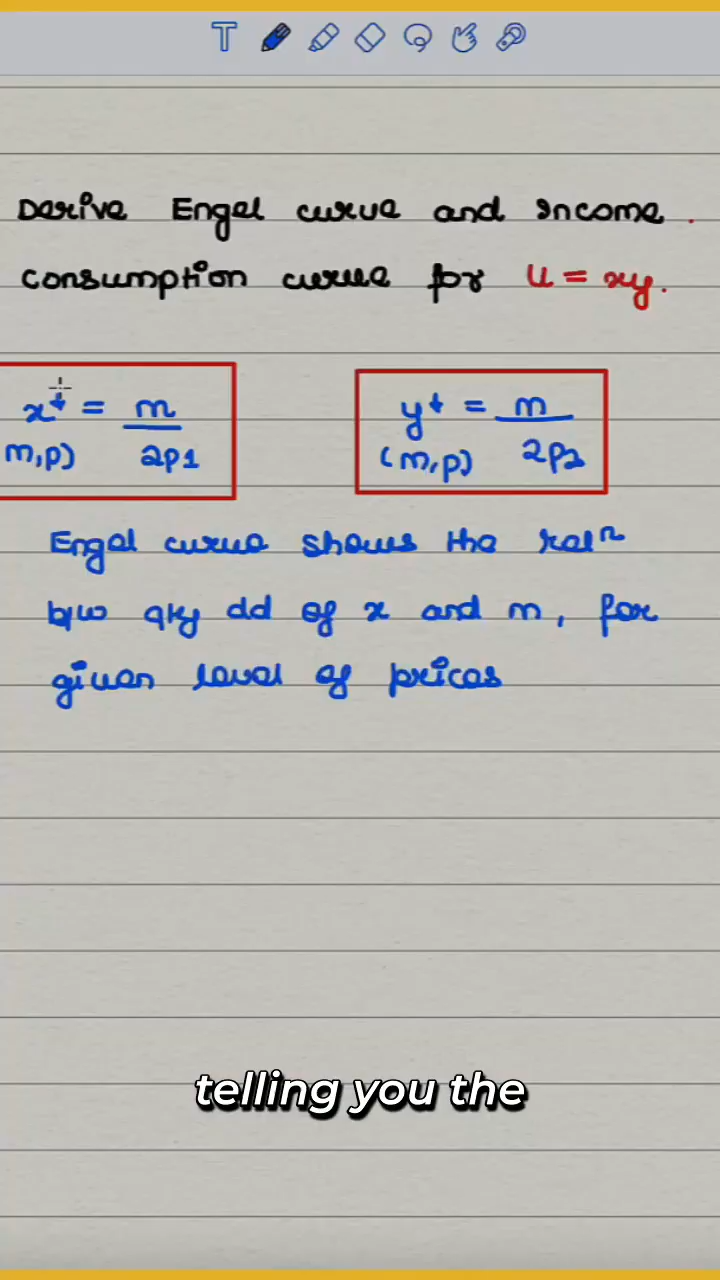 T
Derive Engel curve and Income.
Consumption curve for U = xy.
x* = m y* = m
m,p) 2p1 (m,p) 2p2
Engel curve shows the relⁿ
b/w qty dd of x and m, for
given level of prices
telling you the